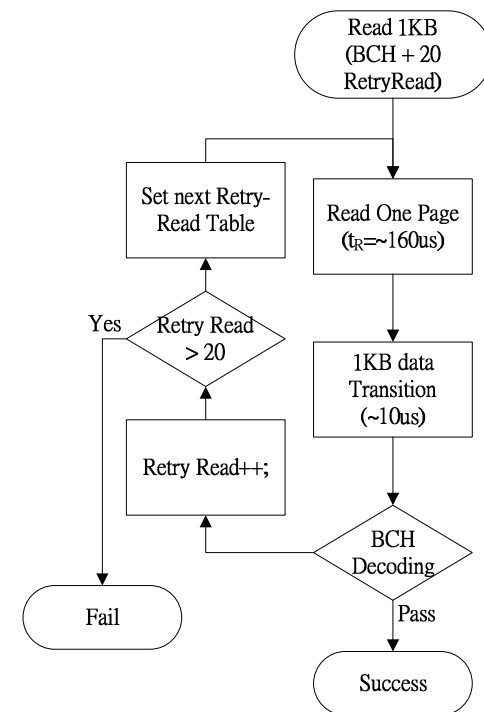 Read 1KB
(BCH + 20
RetryRead)
Set next Retry-
Read Table
Read One Page
(tR=~160us)
Yes
Retry Read
> 20
1KB data
Transition
(~10us)
Retry Read++;
BCH
Decoding
Pass
Fail
Success